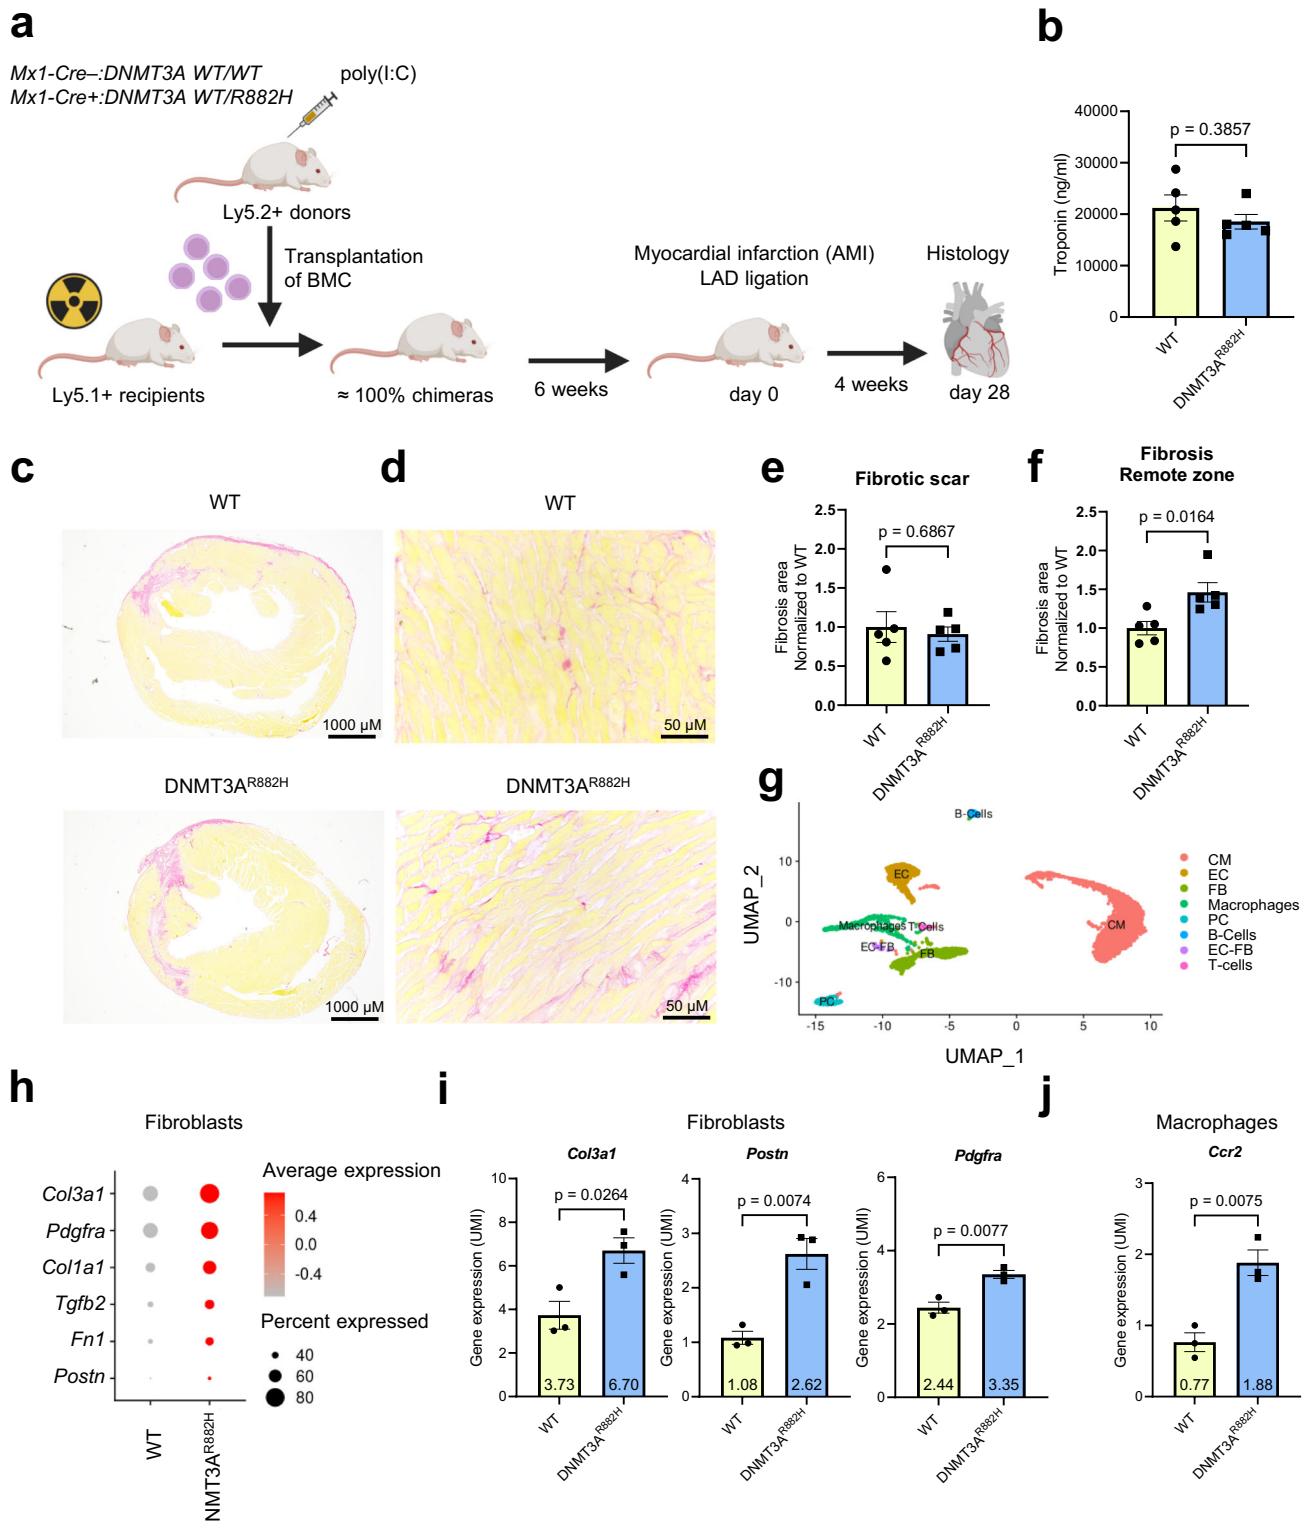 a
Mx1-Cre–:DNMT3A WT/WT
Mx1-Cre+:DNMT3A WT/R882H
poly(I:C)
Ly5.2+ donors
Transplantation
of BMC
Ly5.1+ recipients
≈ 100% chimeras
6 weeks
Myocardial infarction (AMI)
LAD ligation
day 0
4 weeks
Histology
day 28
b
Troponin (ng/ml)
40000
30000
20000
10000
0
p = 0.3857
WT
DNMT3A^R882H
c
WT
1000 µM
DNMT3A^R882H
1000 µM
d
WT
50 µM
DNMT3A^R882H
50 µM
e
Fibrotic scar
Fibrosis area
Normalized to WT
2.5
2.0
1.5
1.0
0.5
0.0
p = 0.6867
WT
DNMT3A^R882H
f
Fibrosis
Remote zone
Fibrosis area
Normalized to WT
2.5
2.0
1.5
1.0
0.5
0.0
p = 0.0164
WT
DNMT3A^R882H
g
UMAP_2
10
0
-10
-15
-10
-5
0
5
10
UMAP_1
B-Cells
EC
Macrophages
T Cells
EC-FB
FB
PC
CM
CM
EC
FB
Macrophages
PC
B-Cells
EC-FB
T-cells
h
Fibroblasts
Col3a1
Pdgfra
Col1a1
Tgfb2
Fn1
Postn
WT
NMT3A^R882H
Average expression
0.4
0.0
-0.4
Percent expressed
40
60
80
i
Fibroblasts
Col3a1
Gene expression (UMI)
10
8
6
4
2
0
p = 0.0264
3.73
6.70
WT
DNMT3A^R882H
Postn
Gene expression (UMI)
4
3
2
1
0
p = 0.0074
1.08
2.62
WT
DNMT3A^R882H
Pdgfra
Gene expression (UMI)
6
4
2
0
p = 0.0077
2.44
3.35
WT
DNMT3A^R882H
j
Macrophages
Ccr2
Gene expression (UMI)
3
2
1
0
p = 0.0075
0.77
1.88
WT
DNMT3A^R882H